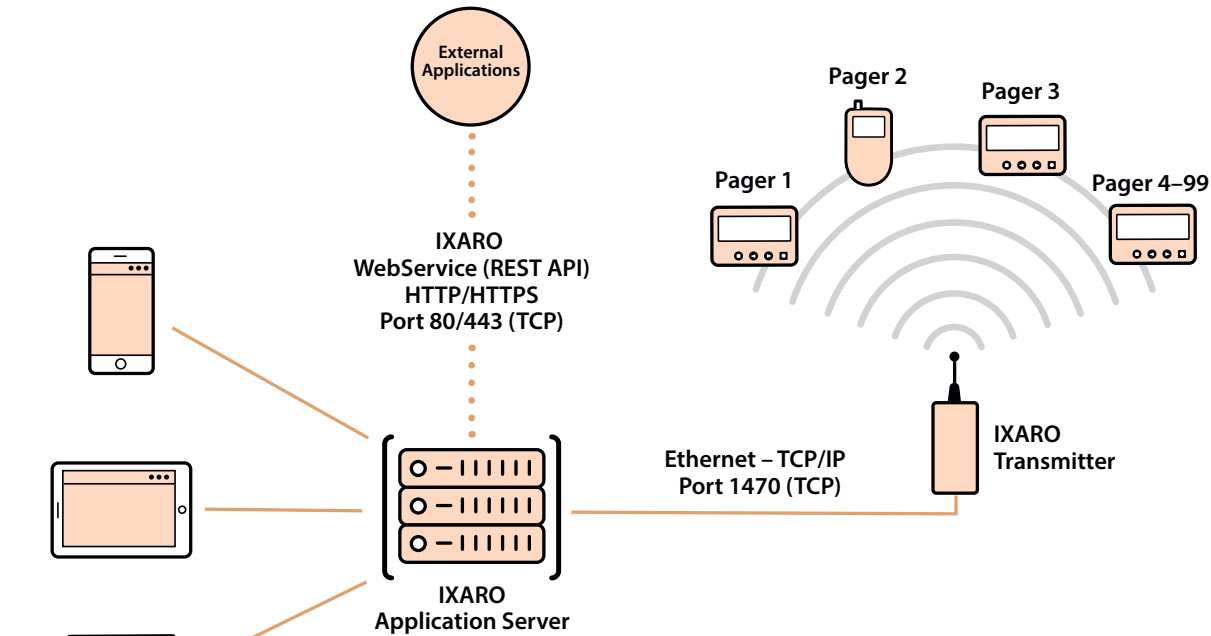 External
Applications
Pager 2
Pager 3
Pager 1
Pager 4–99
IXARO
WebService (REST API)
HTTP/HTTPS
Port 80/443 (TCP)
IXARO
Transmitter
Ethernet – TCP/IP
Port 1470 (TCP)
IXARO
Application Server